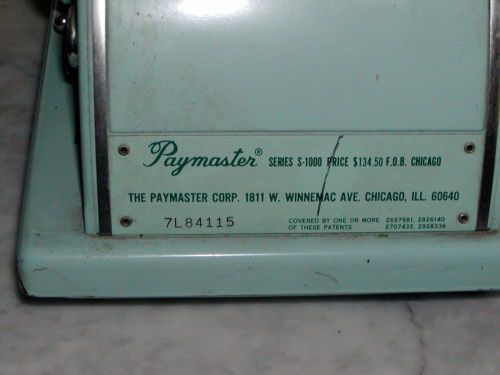 Paymaster® SERIES S-1000 PRICE $134.50 F.O.B. CHICAGO
THE PAYMASTER CORP. 1811 W. WINNEMAC AVE. CHICAGO, ILL. 60640
7L84115
COVERED BY ONE OR MORE 2697981, 2826140
OF THESE PATENTS 2707432, 2928336